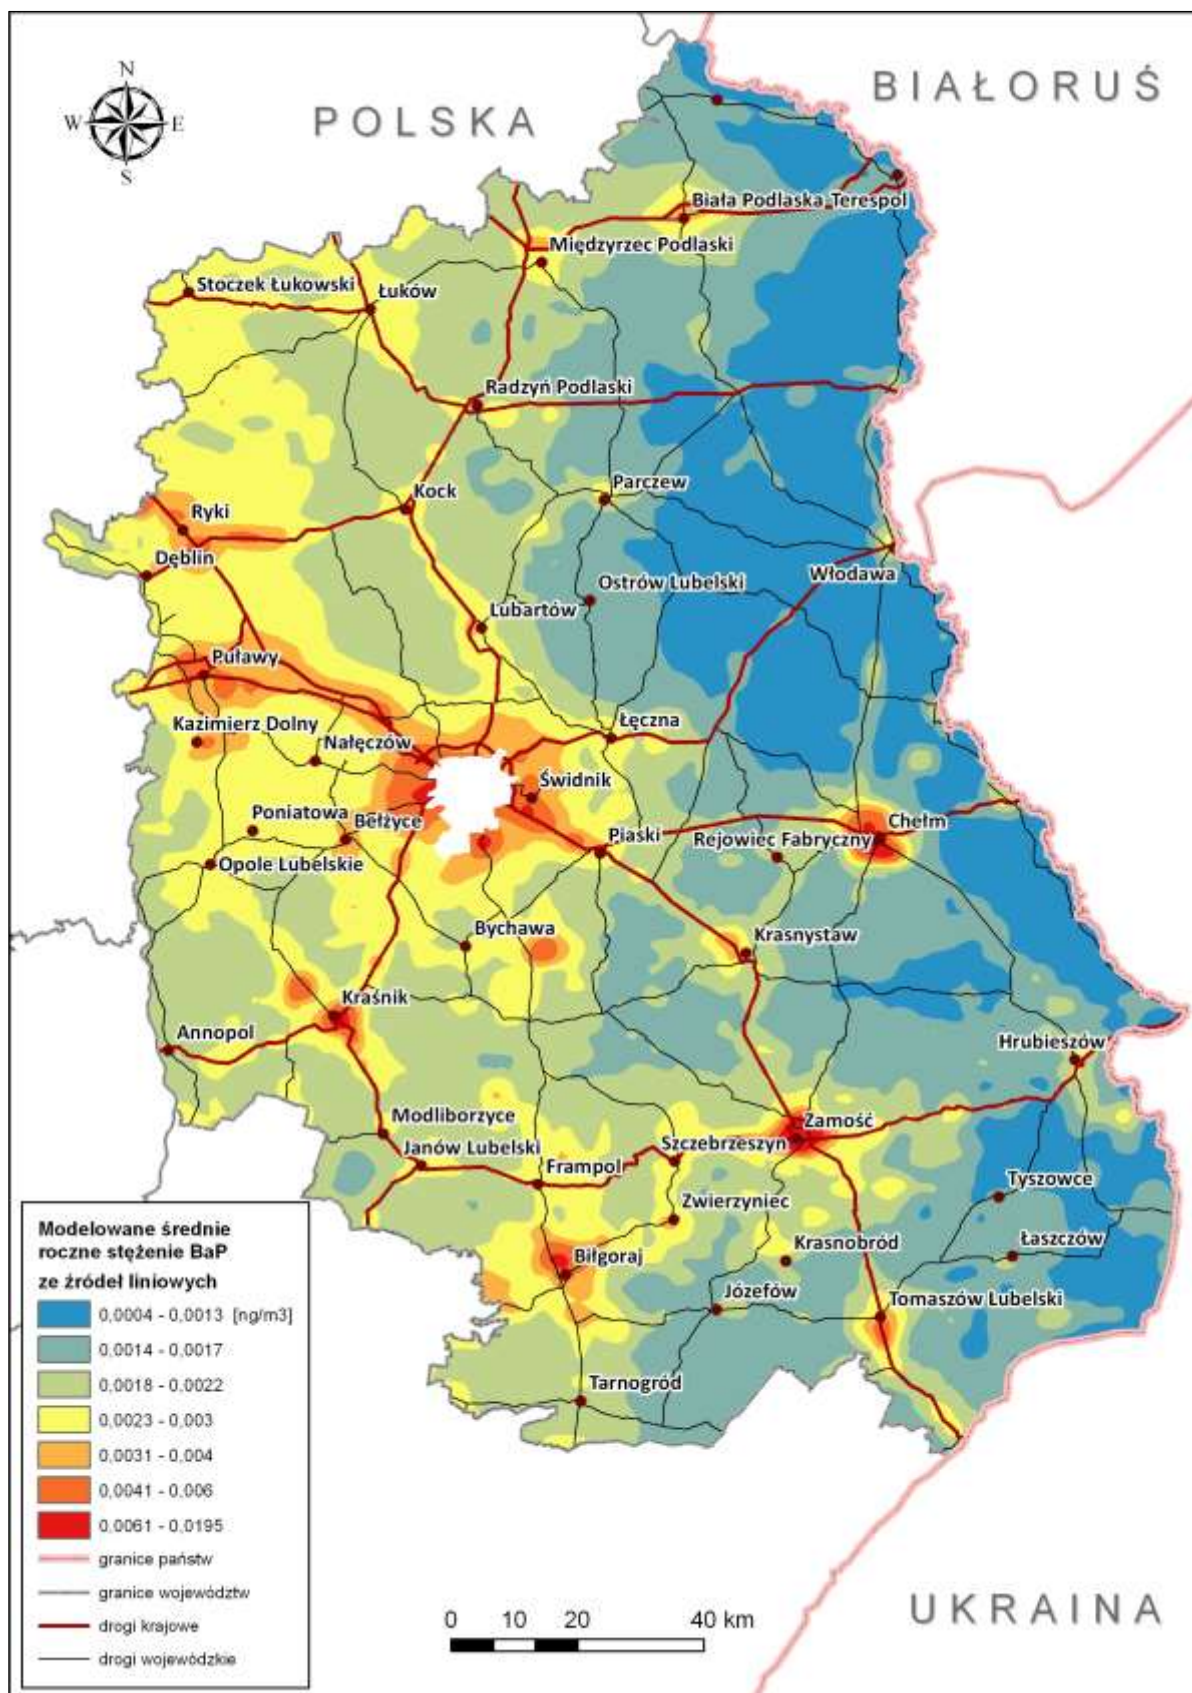 N
W E
S
POLSKA
BIAŁORUŚ
Biała Podlaska Terespol
Międzyrzec Podlaski
Stoczek Łukowski
Łuków
Radzyń Podlaski
Parczew
Kock
Ryki
Dęblin
Włodawa
Ostrów Lubelski
Lubartów
Puławy
Kazimierz Dolny
Łęczna
Nałęczów
Świdnik
Poniatowa
Bełżyce
Chełm
Piaski
Rejowiec Fabryczny
Opole Lubelskie
Bychawa
Krasnystaw
Kraśnik
Annopol
Hrubieszów
Modliborzyce
Zamość
Janów Lubelski
Szczebrzeszyn
Frampol
Tyszowce
Zwierzyniec
Łaszczów
Biłgoraj
Krasnobród
Józefów
Tomaszów Lubelski
Tarnogród
Modelowane średnie
roczne stężenie BaP
ze źródeł liniowych
0,0004 - 0,0013 [ng/m3]
0,0014 - 0,0017
0,0018 - 0,0022
0,0023 - 0,003
0,0031 - 0,004
0,0041 - 0,006
0,0061 - 0,0195
granice państw
granice województw
drogi krajowe
drogi wojewódzkie
0 10 20 40 km
UKRAINA